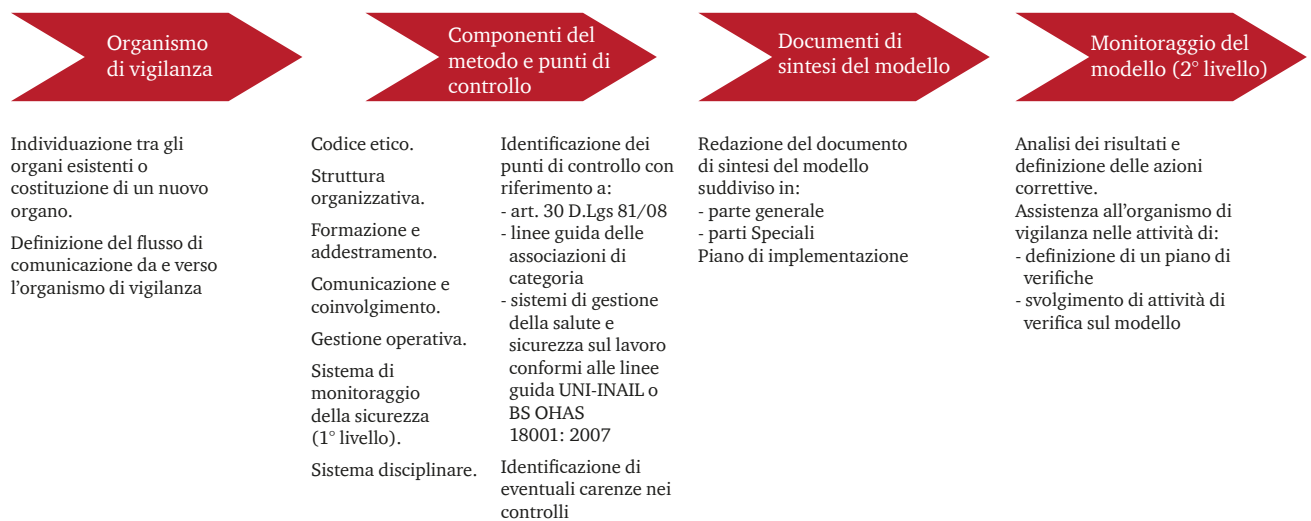 Organismo
di vigilanza
Componenti del
metodo e punti di
controllo
Documenti di
sintesi del modello
Monitoraggio del
modello (2° livello)
Individuazione tra gli
organi esistenti o
costituzione di un nuovo
organo.
Definizione del flusso di
comunicazione da e verso
l’organismo di vigilanza
Codice etico.
Struttura
organizzativa.
Formazione e
addestramento.
Comunicazione e
coinvolgimento.
Gestione operativa.
Sistema di
monitoraggio
della sicurezza
(1° livello).
Sistema disciplinare.
Identificazione dei
punti di controllo con
riferimento a:
- art. 30 D.Lgs 81/08
- linee guida delle
associazioni di
categoria
- sistemi di gestione
della salute e
sicurezza sul lavoro
conformi alle linee
guida UNI-INAIL o
BS OHAS
18001: 2007
Identificazione di
eventuali carenze nei
controlli
Redazione del documento
di sintesi del modello
suddiviso in:
- parte generale
- parti Speciali
Piano di implementazione
Analisi dei risultati e
definizione delle azioni
correttive.
Assistenza all’organismo di
vigilanza nelle attività di:
- definizione di un piano di
verifiche
- svolgimento di attività di
verifica sul modello